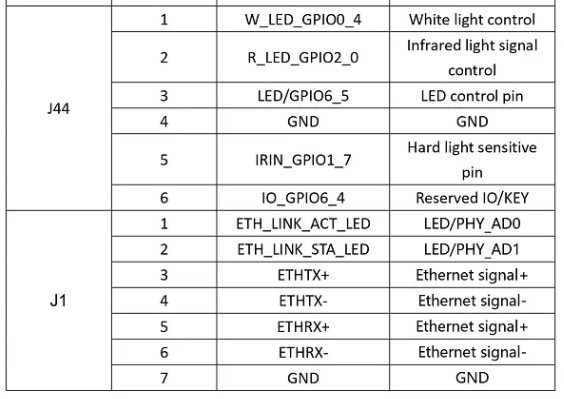 J44
1 W_LED_GPIO0_4 White light control
2 R_LED_GPIO2_0 Infrared light signal
control
3 LED/GPIO6_5 LED control pin
4 GND GND
5 IRIN_GPIO1_7 Hard light sensitive
pin
6 IO_GPIO6_4 Reserved IO/KEY
J1
1 ETH_LINK_ACT_LED LED/PHY_AD0
2 ETH_LINK_STA_LED LED/PHY_AD1
3 ETHTX+ Ethernet signal+
4 ETHTX- Ethernet signal-
5 ETHRX+ Ethernet signal+
6 ETHRX- Ethernet signal-
7 GND GND